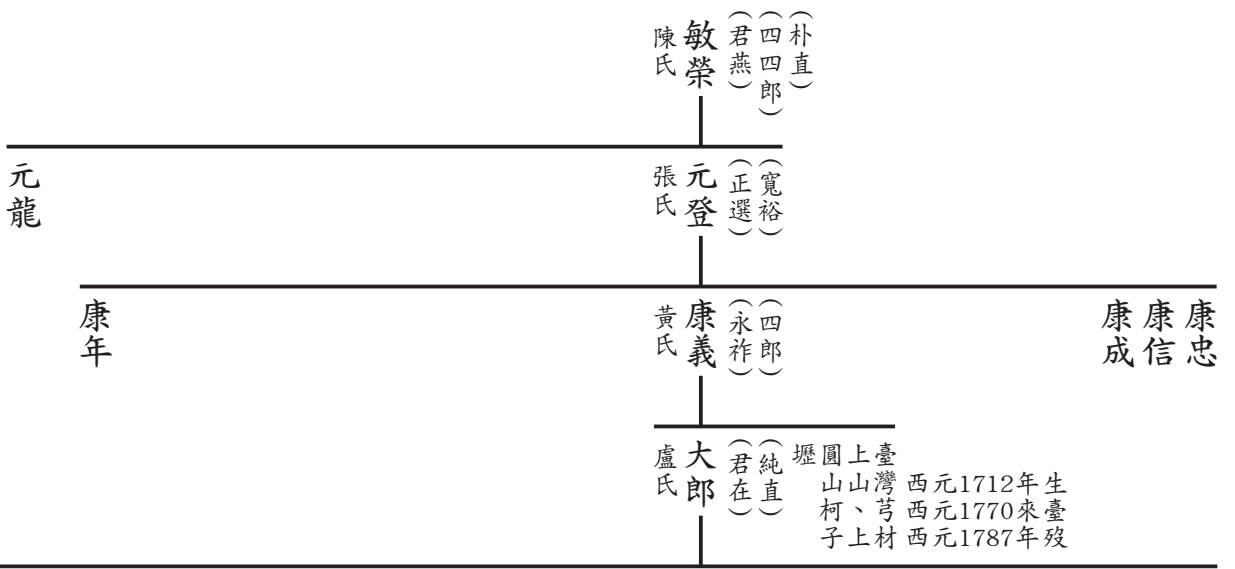 (朴直)
(四四郎)
(君燕)
敏榮
陳氏
(寬裕)
(正選)
元登
張氏
元龍
康忠
康信
康成
(四郎)
(永祚)
康義
黃氏
康年
西元1712年生
西元1770來臺
西元1787年歿
臺灣芎材
上山、上
圓山柯子
壢
(純直)
(君在)
大郎
盧氏